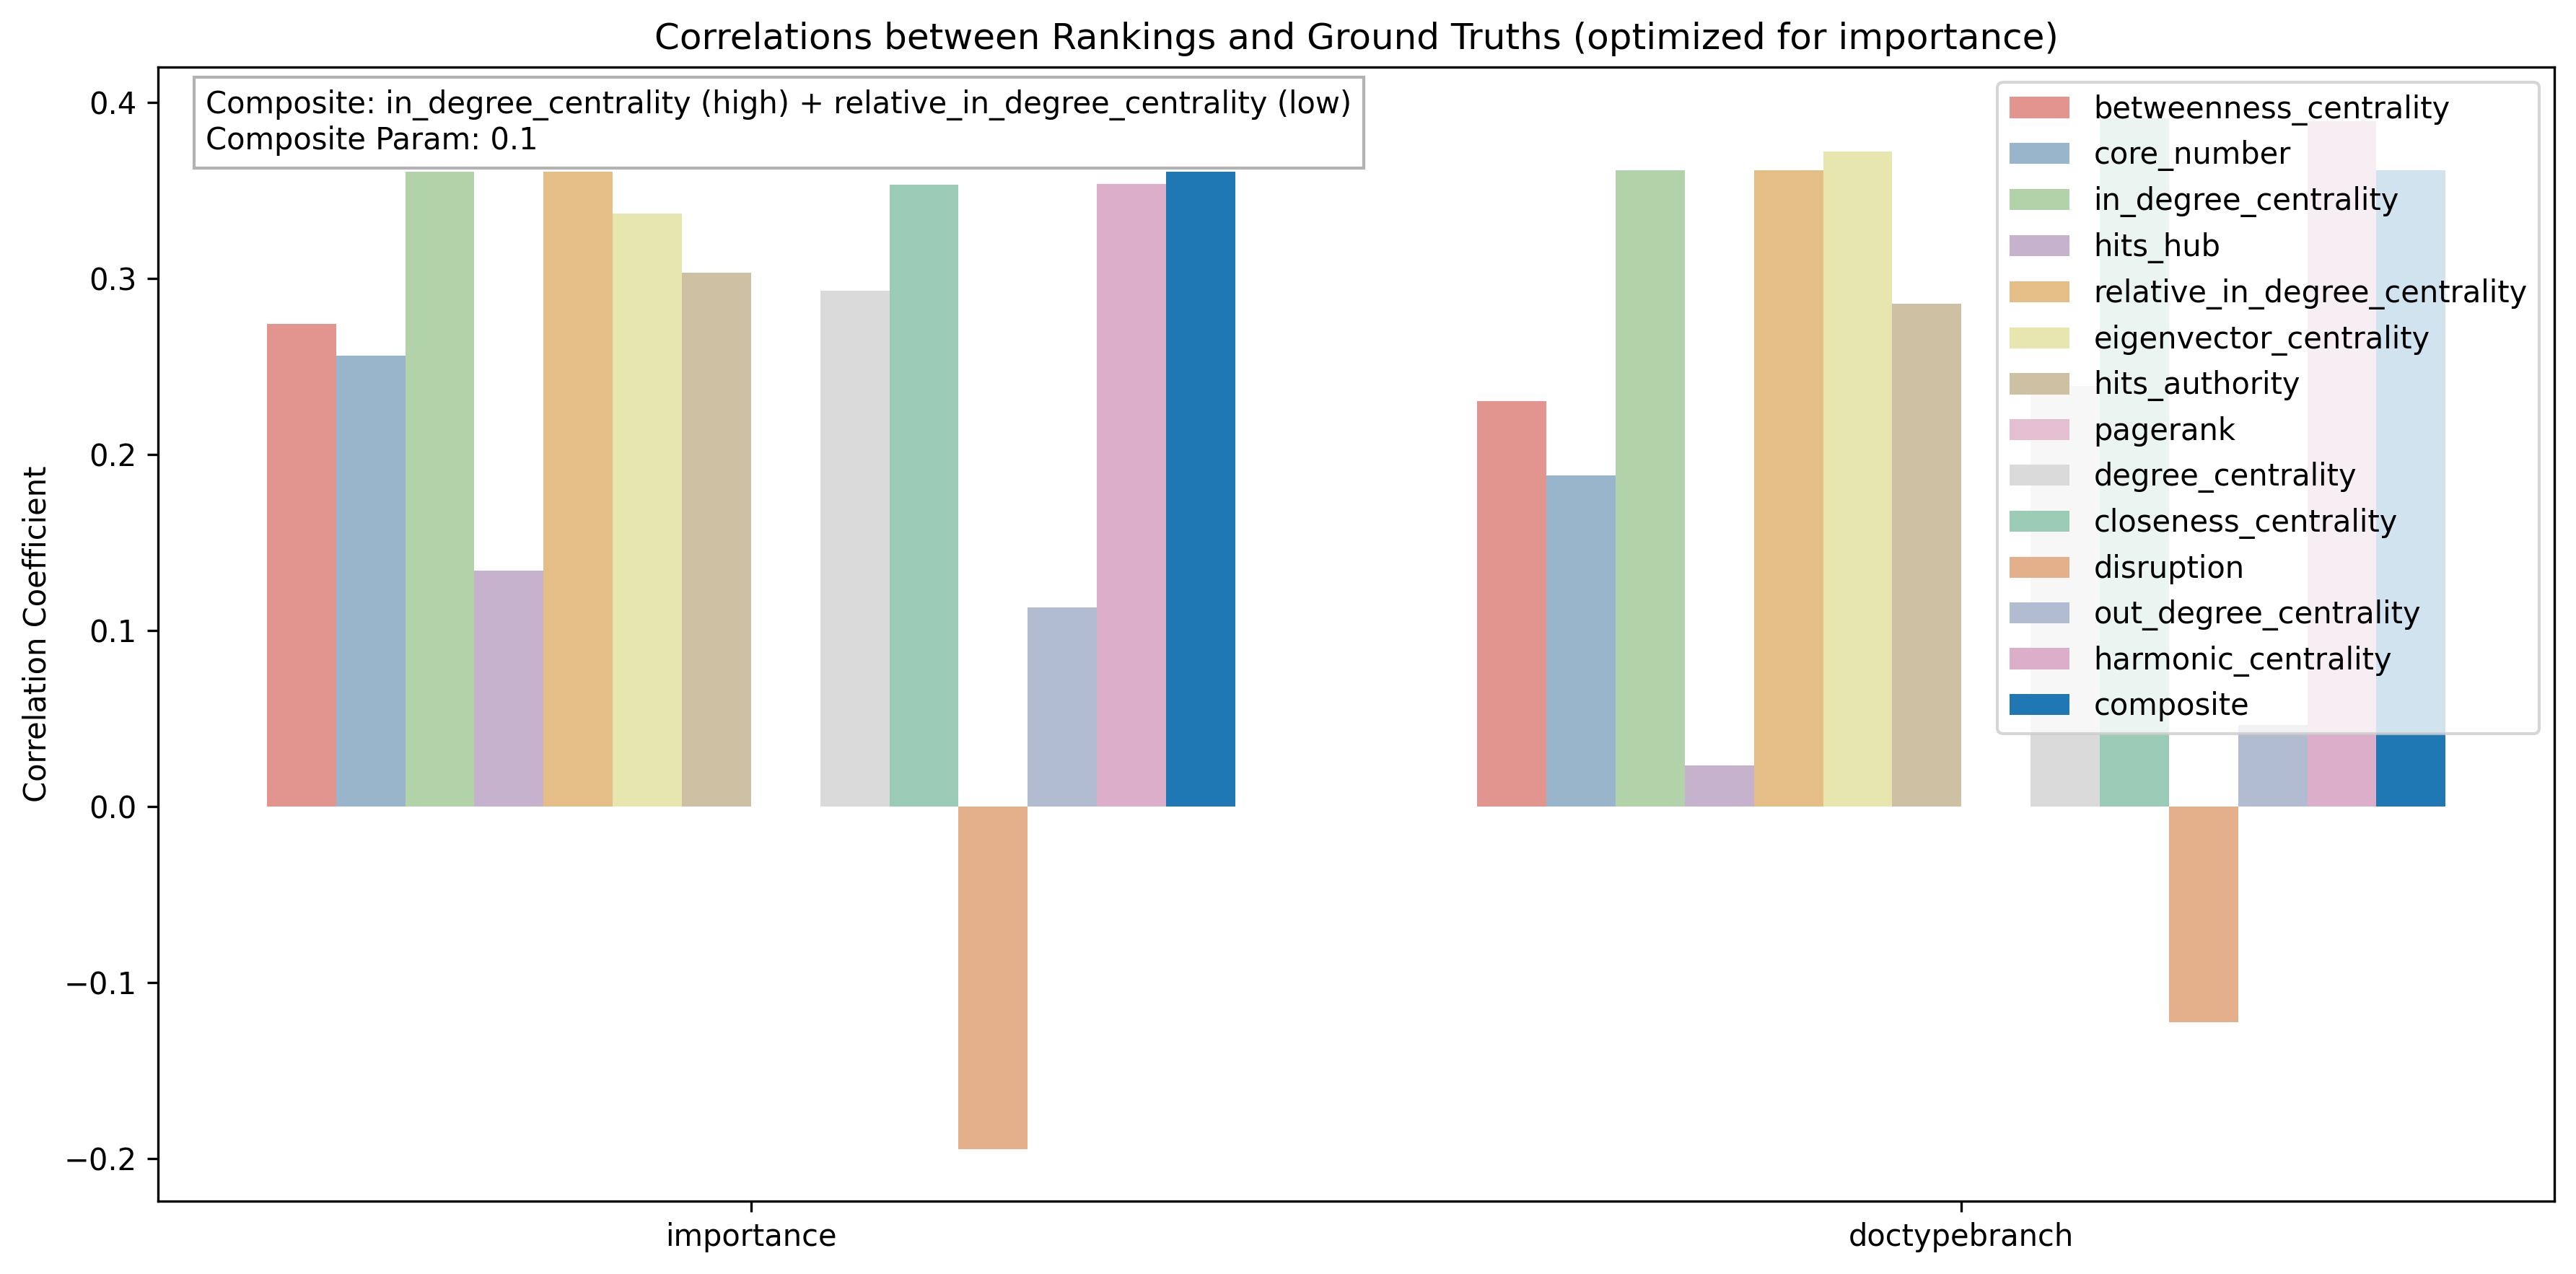 Correlations between Rankings and Ground Truths (optimized for importance)
Composite: in_degree_centrality (high) + relative_in_degree_centrality (low)
Composite Param: 0.1
betweenness_centrality
core_number
in_degree_centrality
hits_hub
relative_in_degree_centrality
eigenvector_centrality
hits_authority
pagerank
degree_centrality
closeness_centrality
disruption
out_degree_centrality
harmonic_centrality
composite
Correlation Coefficient
0.4
0.3
0.2
0.1
0.0
−0.1
−0.2
importance
doctypebranch